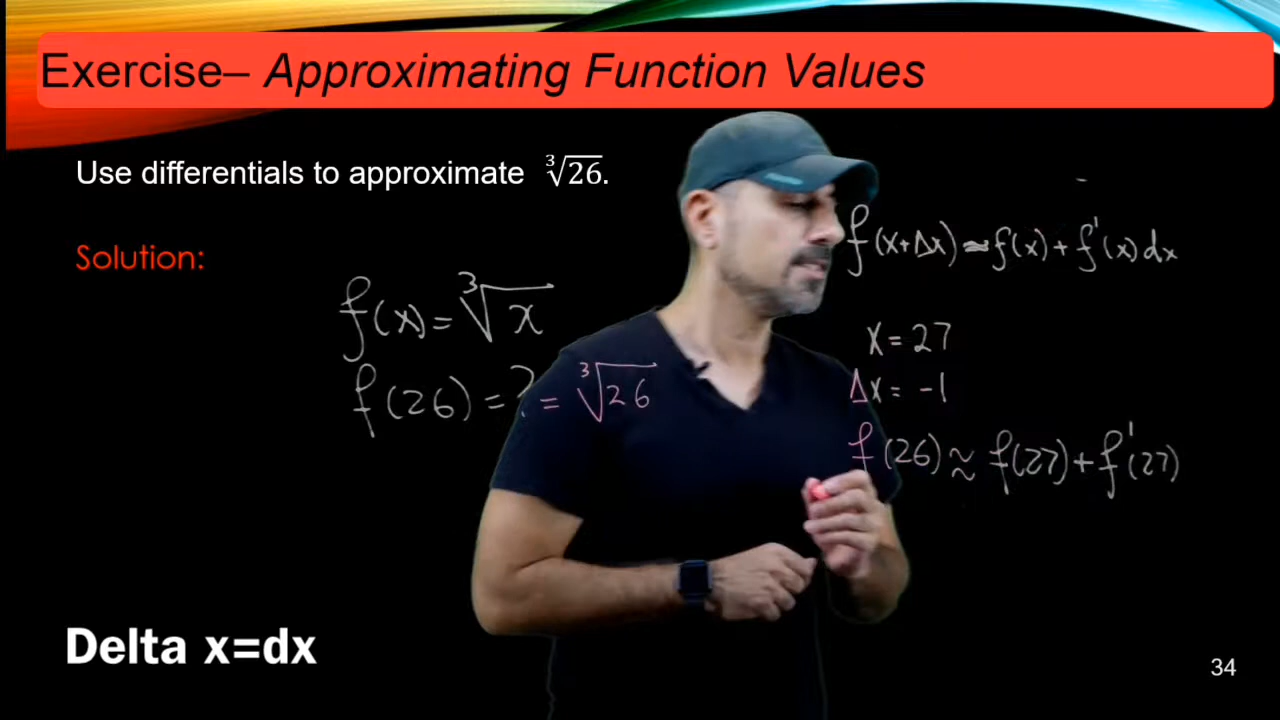 Exercise– Approximating Function Values
Use differentials to approximate ∛26.
Solution:
f(x) = ∛x
f(26) = ? = ∛26
f(x+Δx) ≈ f(x) + f'(x) dx
x = 27
Δx = -1
f(26) ≈ f(27) + f'(27)
Delta x=dx
34